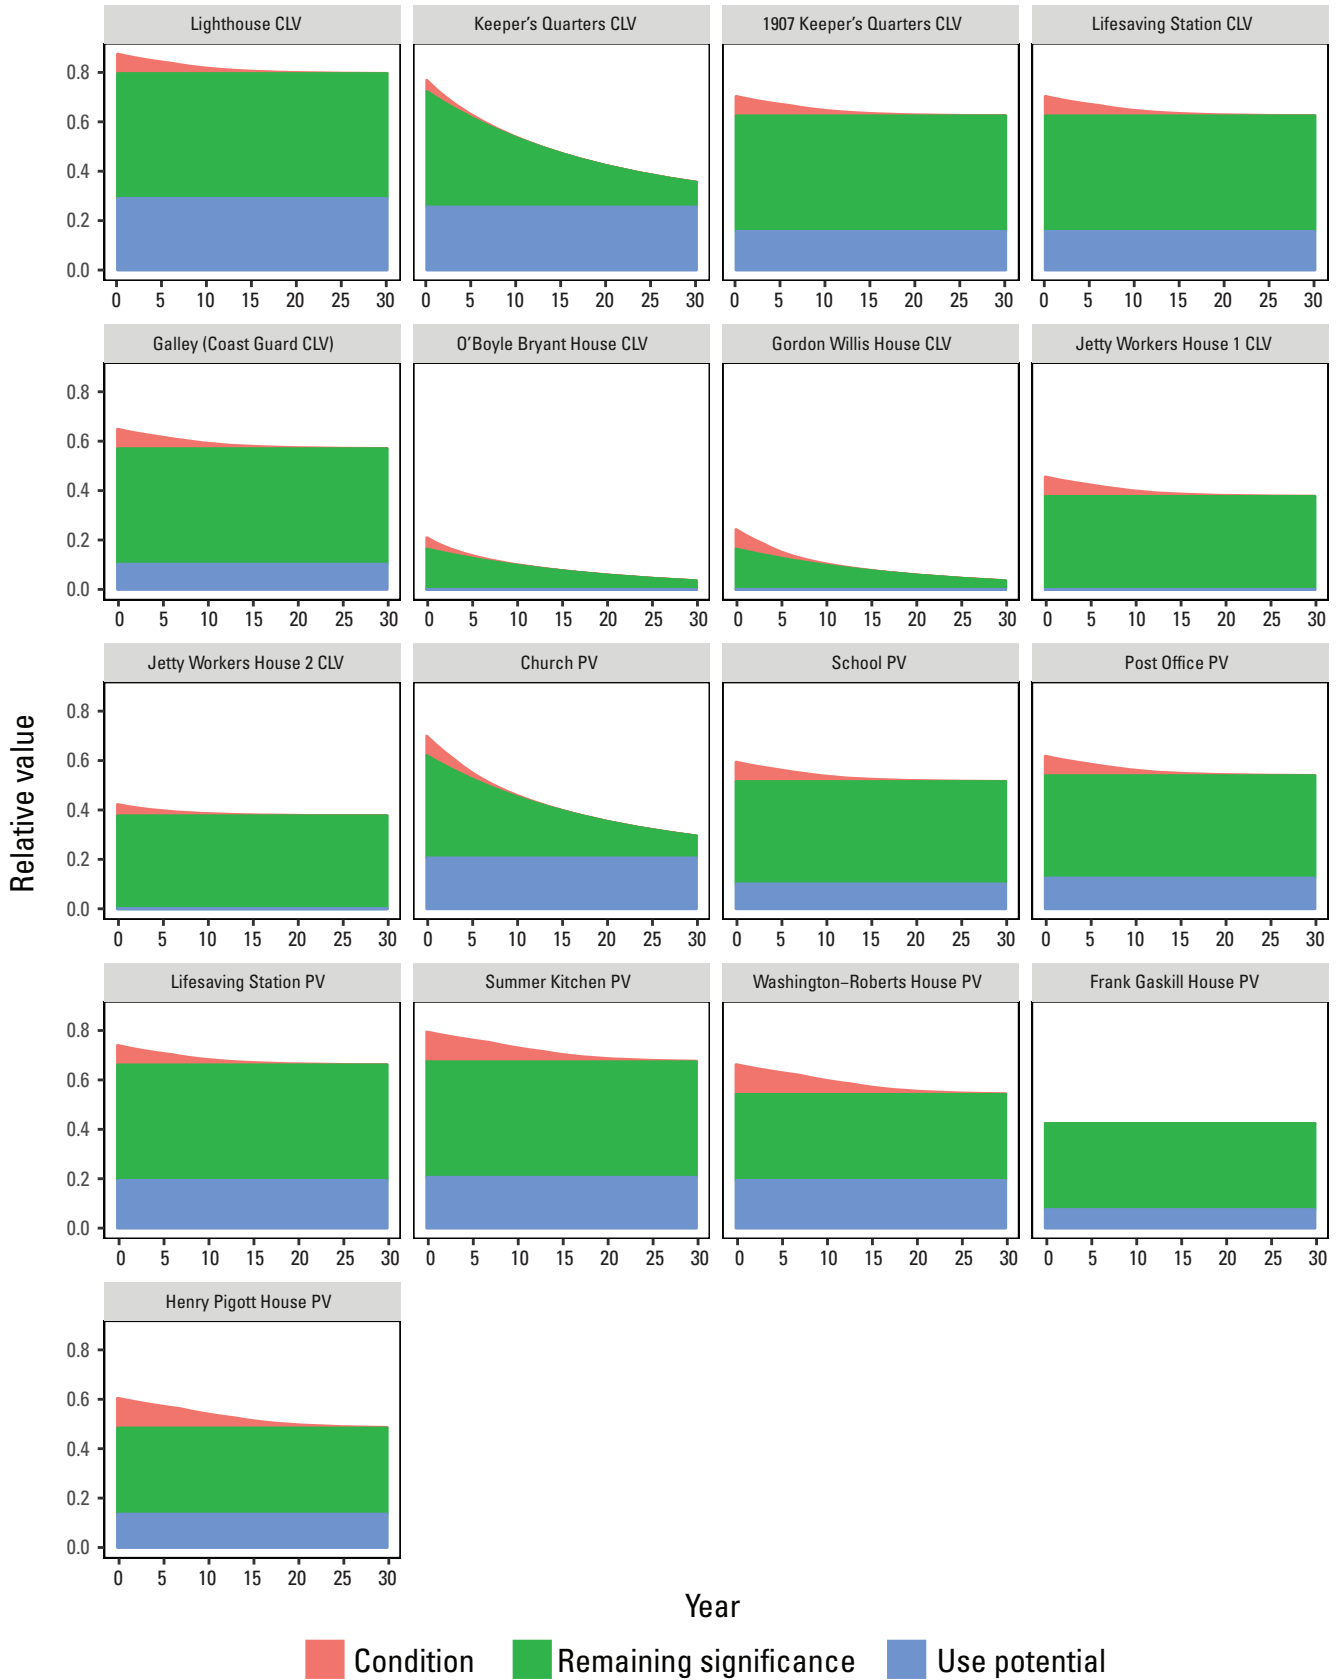 Lighthouse CLV
Keeper's Quarters CLV
1907 Keeper's Quarters CLV
Lifesaving Station CLV
0.8
0.6
0.4
0.2
0.0
0 5 10 15 20 25 30
0 5 10 15 20 25 30
0 5 10 15 20 25 30
0 5 10 15 20 25 30
Galley (Coast Guard CLV)
O'Boyle Bryant House CLV
Gordon Willis House CLV
Jetty Workers House 1 CLV
0.8
0.6
0.4
0.2
0.0
0 5 10 15 20 25 30
0 5 10 15 20 25 30
0 5 10 15 20 25 30
0 5 10 15 20 25 30
Jetty Workers House 2 CLV
Church PV
School PV
Post Office PV
0.8
0.6
0.4
0.2
0.0
0 5 10 15 20 25 30
0 5 10 15 20 25 30
0 5 10 15 20 25 30
0 5 10 15 20 25 30
Relative value
Lifesaving Station PV
Summer Kitchen PV
Washington–Roberts House PV
Frank Gaskill House PV
0.8
0.6
0.4
0.2
0.0
0 5 10 15 20 25 30
0 5 10 15 20 25 30
0 5 10 15 20 25 30
0 5 10 15 20 25 30
Henry Pigott House PV
0.8
0.6
0.4
0.2
0.0
0 5 10 15 20 25 30
Year
Condition
Remaining significance
Use potential